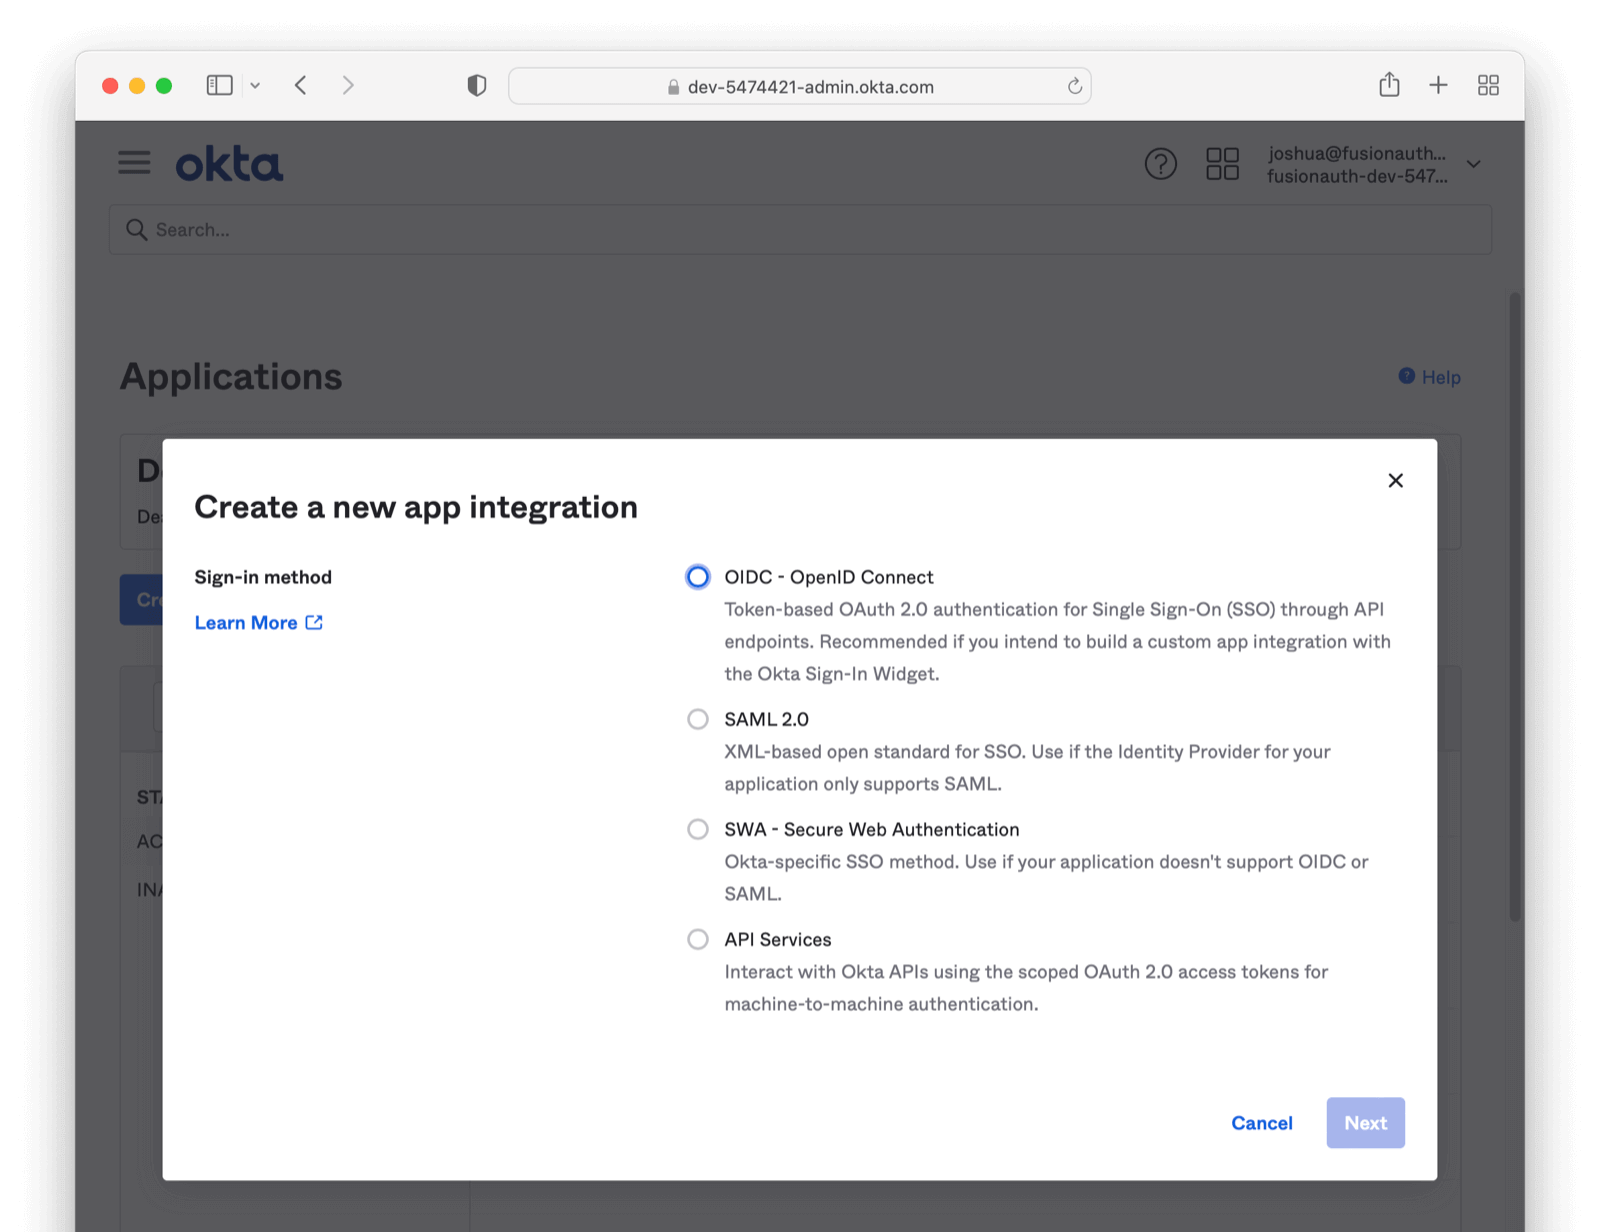 dev-5474421-admin.okta.com
okta
joshua@fusionauth...
fusionauth-dev-547...
Search...
Applications
Help
Create a new app integration
Sign-in method
Learn More
OIDC - OpenID Connect
Token-based OAuth 2.0 authentication for Single Sign-On (SSO) through API
endpoints. Recommended if you intend to build a custom app integration with
the Okta Sign-In Widget.
SAML 2.0
XML-based open standard for SSO. Use if the Identity Provider for your
application only supports SAML.
SWA - Secure Web Authentication
Okta-specific SSO method. Use if your application doesn't support OIDC or
SAML.
API Services
Interact with Okta APIs using the scoped OAuth 2.0 access tokens for
machine-to-machine authentication.
Cancel
Next